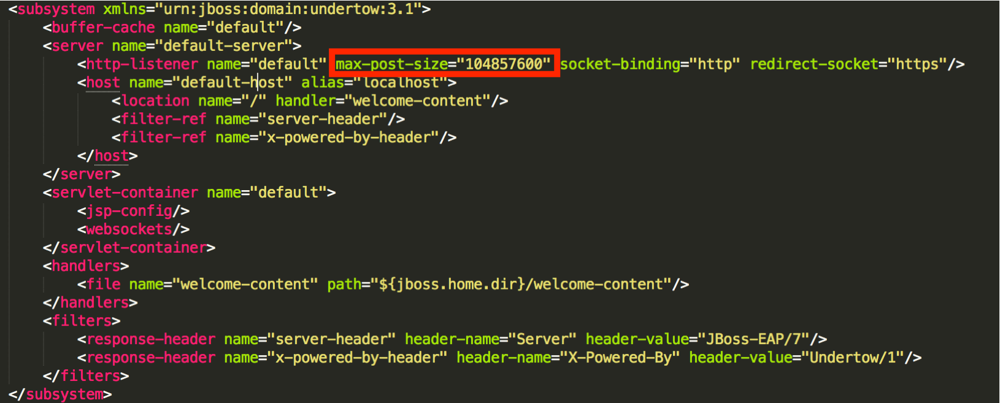 <subsystem xmlns="urn:jboss:domain:undertow:3.1">
    <buffer-cache name="default"/>
    <server name="default-server">
        <http-listener name="default" max-post-size="104857600" socket-binding="http" redirect-socket="https"/>
        <host name="default-host" alias="localhost">
            <location name="/" handler="welcome-content"/>
            <filter-ref name="server-header"/>
            <filter-ref name="x-powered-by-header"/>
        </host>
    </server>
    <servlet-container name="default">
        <jsp-config/>
        <websockets/>
    </servlet-container>
    <handlers>
        <file name="welcome-content" path="${jboss.home.dir}/welcome-content"/>
    </handlers>
    <filters>
        <response-header name="server-header" header-name="Server" header-value="JBoss-EAP/7"/>
        <response-header name="x-powered-by-header" header-name="X-Powered-By" header-value="Undertow/1"/>
    </filters>
</subsystem>